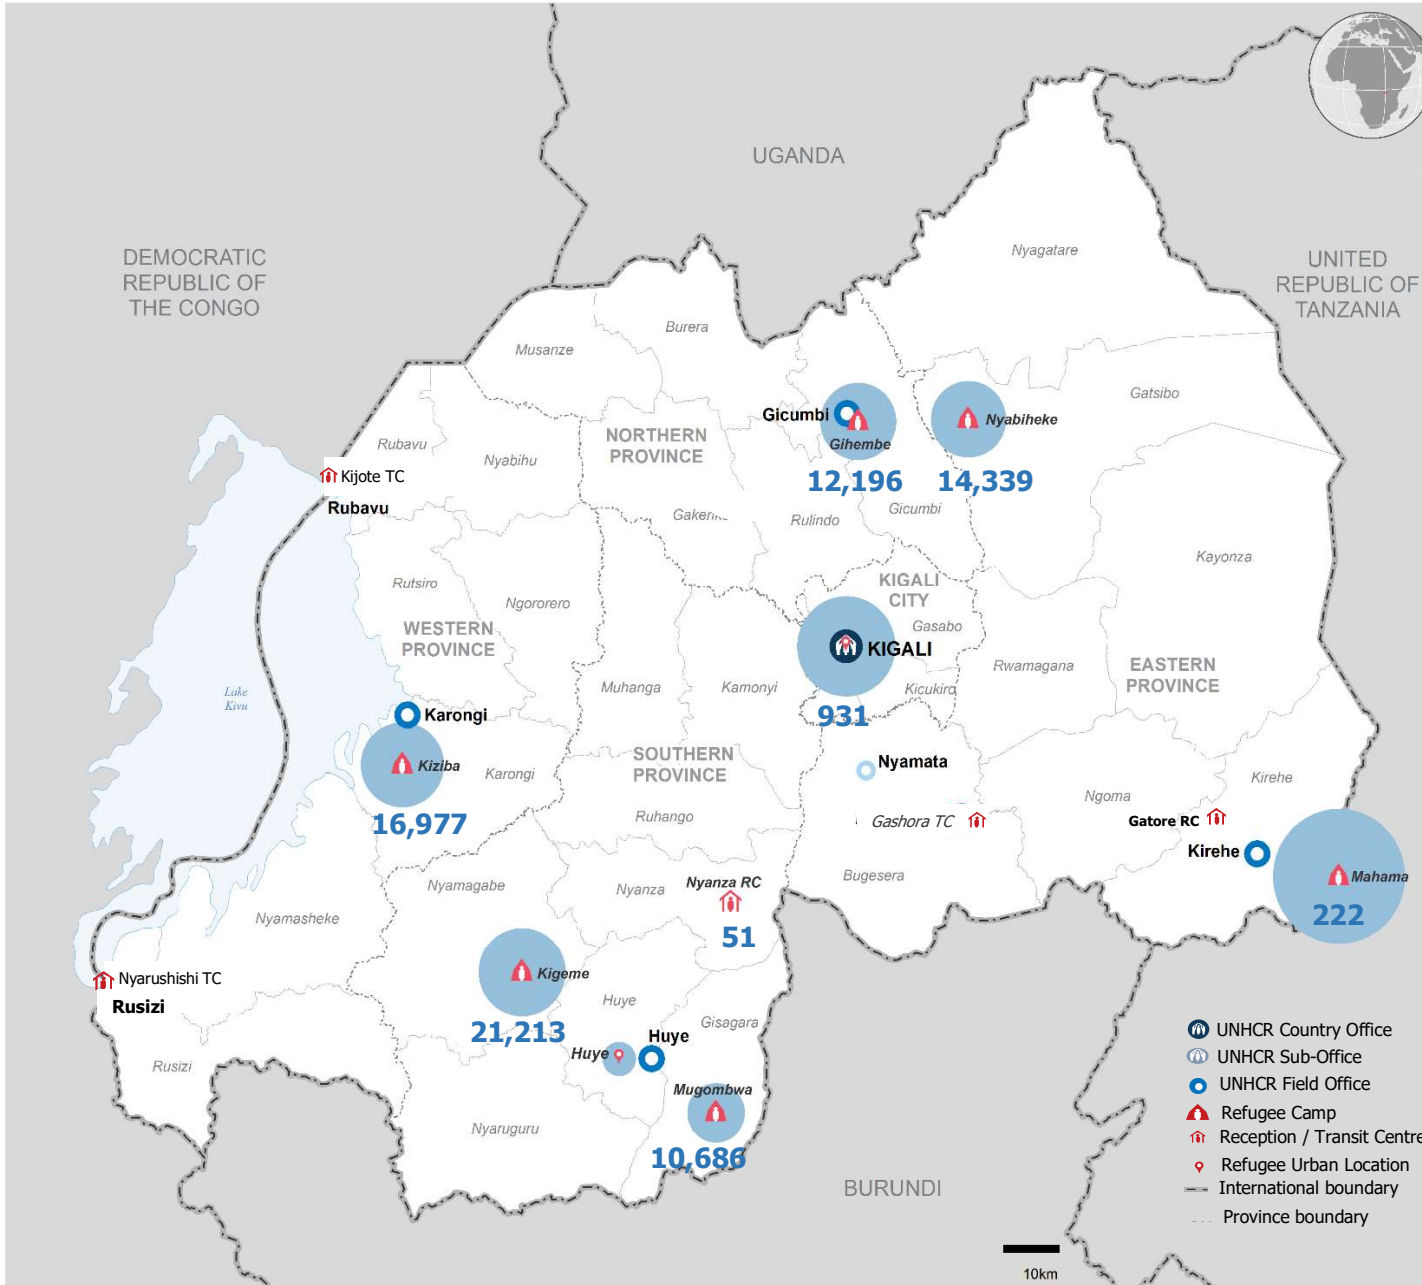 UGANDA
DEMOCRATIC
REPUBLIC OF
THE CONGO
UNITED
REPUBLIC OF
TANZANIA
Nyagatare
Burera
Musanze
Gatsibo
Gicumbi
Gihembe
12,196
Nyabiheke
14,339
NORTHERN
PROVINCE
Rubavu
Nyabihu
Kijote TC
Rubavu
Rulindo
Gicumbi
Kayonza
Rutsiro
Ngororero
WESTERN
PROVINCE
KIGALI
CITY
Gasabo
KIGALI
Kicukiro
931
Rwamagana
EASTERN
PROVINCE
Muhanga
Kamonyi
Lake
Kivu
Karongi
Kiziba
Karongi
16,977
SOUTHERN
PROVINCE
Ruhango
Nyamata
Gashora TC
Bugesera
Ngoma
Kirehe
Gatore RC
Kirehe
Mahama
222
Nyamagabe
Nyanza
Nyanza RC
51
Nyamasheke
Nyarushishi TC
Rusizi
Rusizi
Kigeme
21,213
Huye
Gisagara
Huye
Huye
Mugombwa
10,686
Nyaruguru
BURUNDI
UNHCR Country Office
UNHCR Sub-Office
UNHCR Field Office
Refugee Camp
Reception / Transit Centre
Refugee Urban Location
International boundary
Province boundary
10km